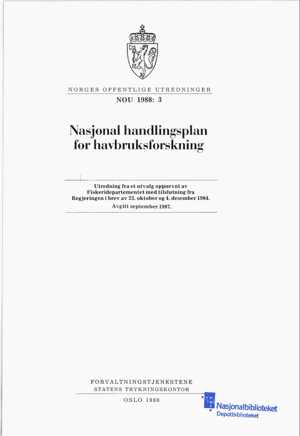 NORGES OFFENTLIGE UTREDNINGER
NOU 1988: 3
Nasjonal handlingsplan
for havbruksforskning
Utredning fra et utvalg oppnevnt av
Fiskeridepartementet med tilslutning fra
Regjeringen i brev av 23. oktober og 4. desember 1984.
Avgitt september 1987.
FORVALTNINGSTJENESTENE
STATENS TRYKNINGSKONTOR
OSLO 1988
Nasjonalbiblioteket
Depotbiblioteket